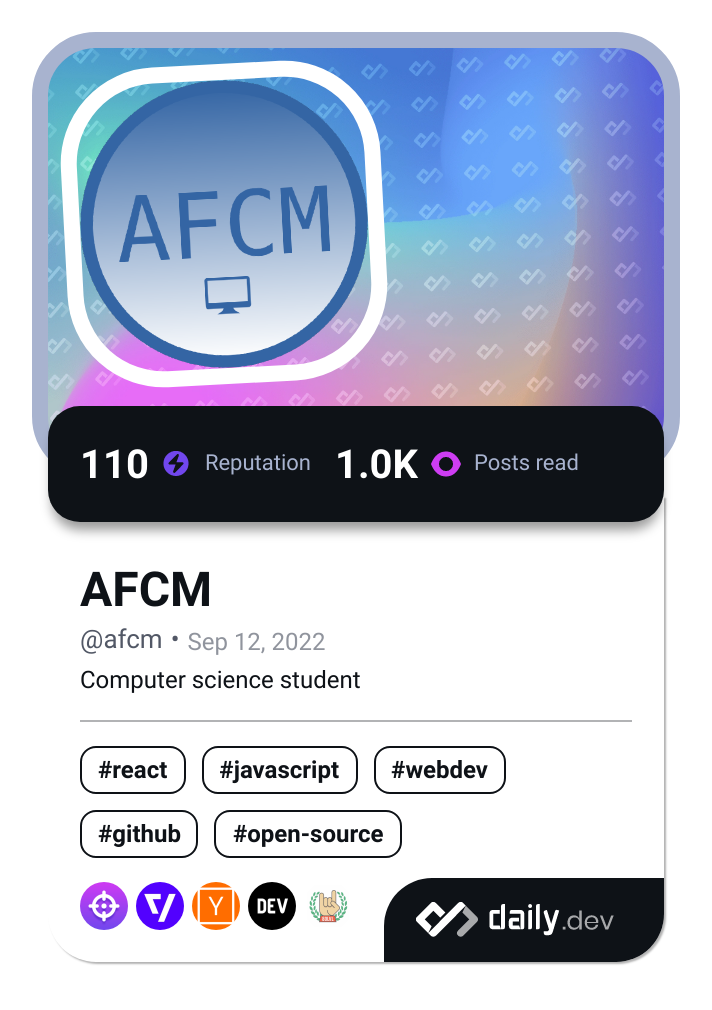 AFCM
110 Reputation 1.0K Posts read
AFCM
@afcm • Sep 12, 2022
Computer science student
#react #javascript #webdev
#github #open-source
Y DEV
daily.dev